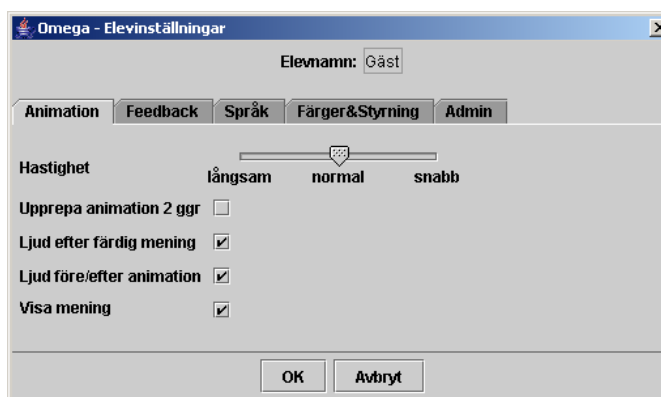 Omega - Elevinställningar
Elevnamn: Gäst
Animation Feedback Språk Färger&Styrning Admin
Hastighet
långsam normal snabb
Upprepa animation 2 ggr
Ljud efter färdig mening
Ljud före/efter animation
Visa mening
OK Avbryt